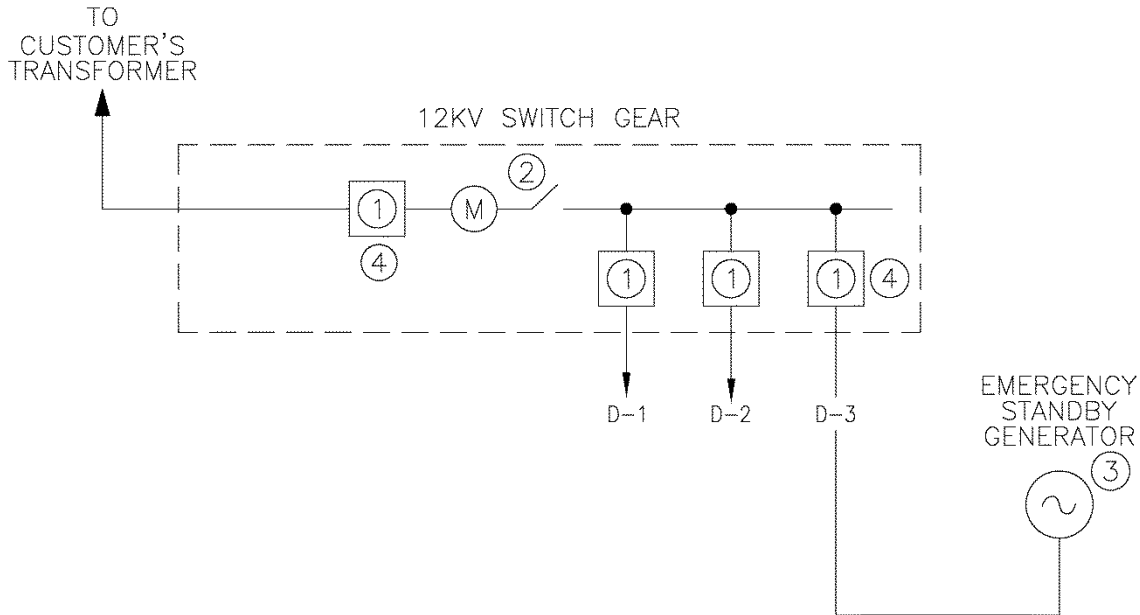 TO
CUSTOMER'S
TRANSFORMER
12KV SWITCH GEAR
2
1
M
4
1
1
1
4
D-1
D-2
D-3
EMERGENCY
STANDBY
GENERATOR
3